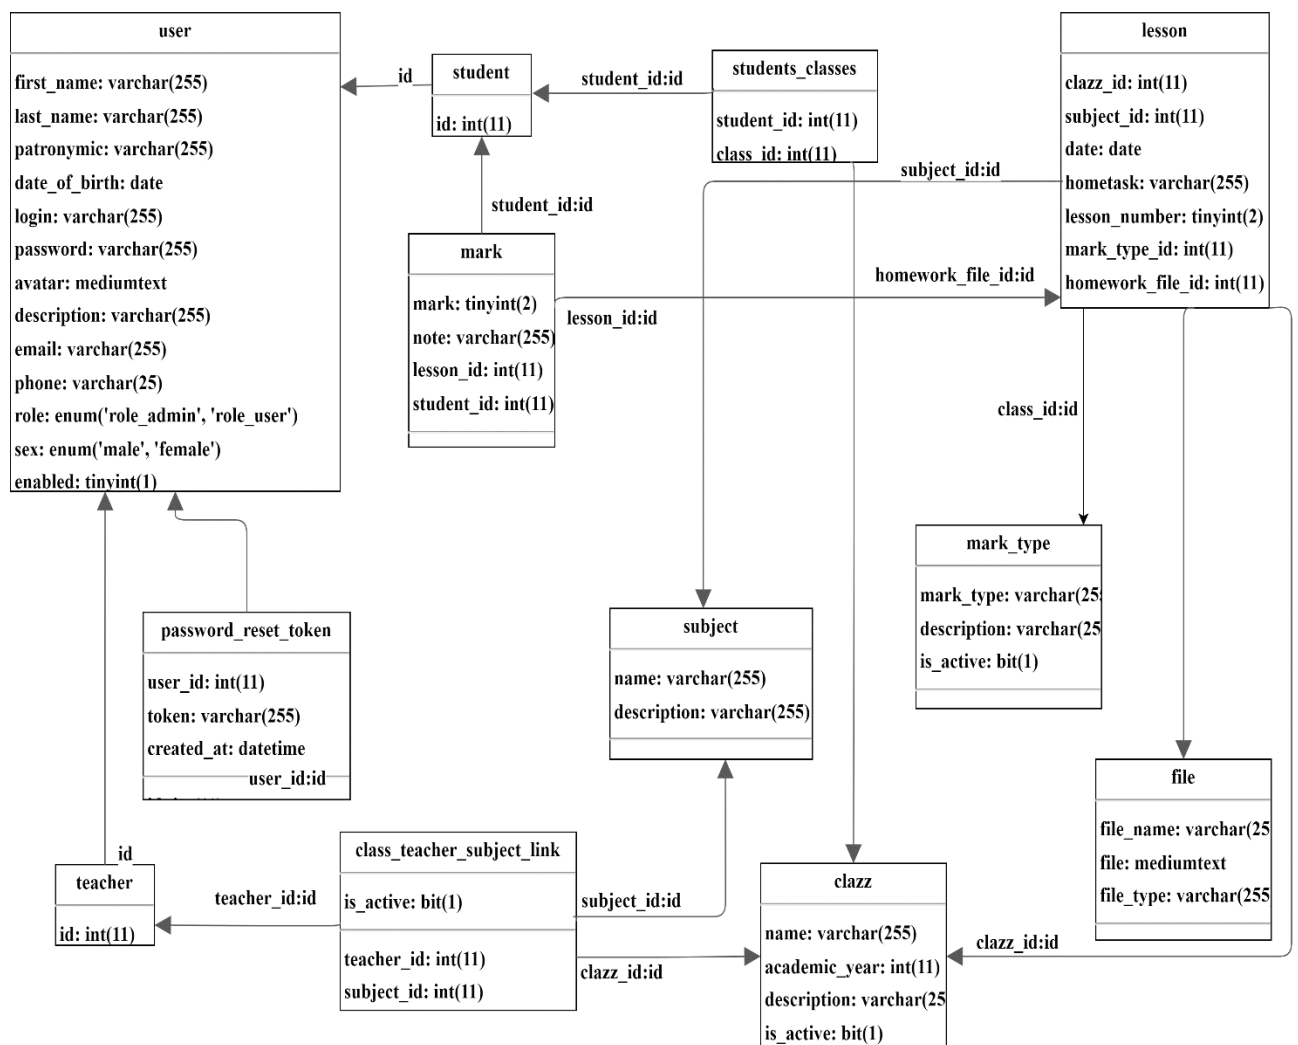 user
first_name: varchar(255)
last_name: varchar(255)
patronymic: varchar(255)
date_of_birth: date
login: varchar(255)
password: varchar(255)
avatar: mediumtext
description: varchar(255)
email: varchar(255)
phone: varchar(25)
role: enum('role_admin', 'role_user')
sex: enum('male', 'female')
enabled: tinyint(1)
id
student
id: int(11)
student_id:id
students_classes
student_id: int(11)
class_id: int(11)
lesson
clazz_id: int(11)
subject_id: int(11)
date: date
hometask: varchar(255)
lesson_number: tinyint(2)
mark_type_id: int(11)
homework_file_id: int(11)
subject_id:id
student_id:id
mark
mark: tinyint(2)
note: varchar(255)
lesson_id: int(11)
student_id: int(11)
homework_file_id:id
lesson_id:id
class_id:id
mark_type
mark_type: varchar(25
description: varchar(25
is_active: bit(1)
password_reset_token
user_id: int(11)
token: varchar(255)
created_at: datetime
user_id:id
subject
name: varchar(255)
description: varchar(255)
file
file_name: varchar(25
file: mediumtext
file_type: varchar(255
id
teacher
id: int(11)
teacher_id:id
class_teacher_subject_link
is_active: bit(1)
teacher_id: int(11)
subject_id: int(11)
subject_id:id
clazz_id:id
clazz
name: varchar(255)
academic_year: int(11)
description: varchar(25
is_active: bit(1)
clazz_id:id